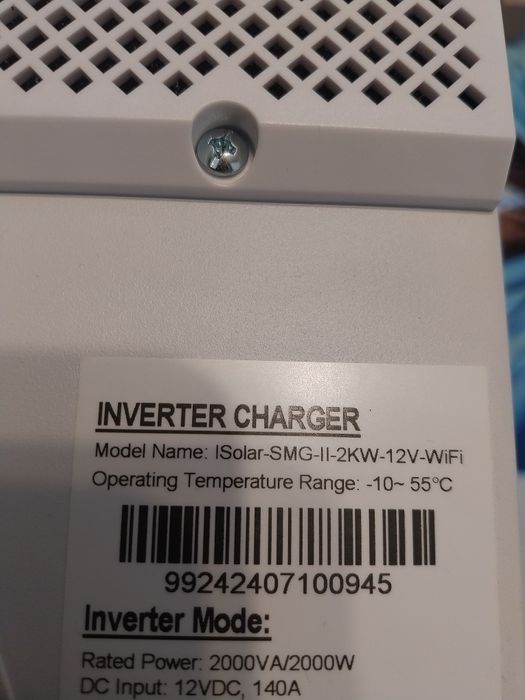 INVERTER CHARGER
Model Name: ISolar-SMG-II-2KW-12V-WiFi
Operating Temperature Range: -10~ 55°C
99242407100945
Inverter Mode:
Rated Power: 2000VA/2000W
DC Input: 12VDC, 140A